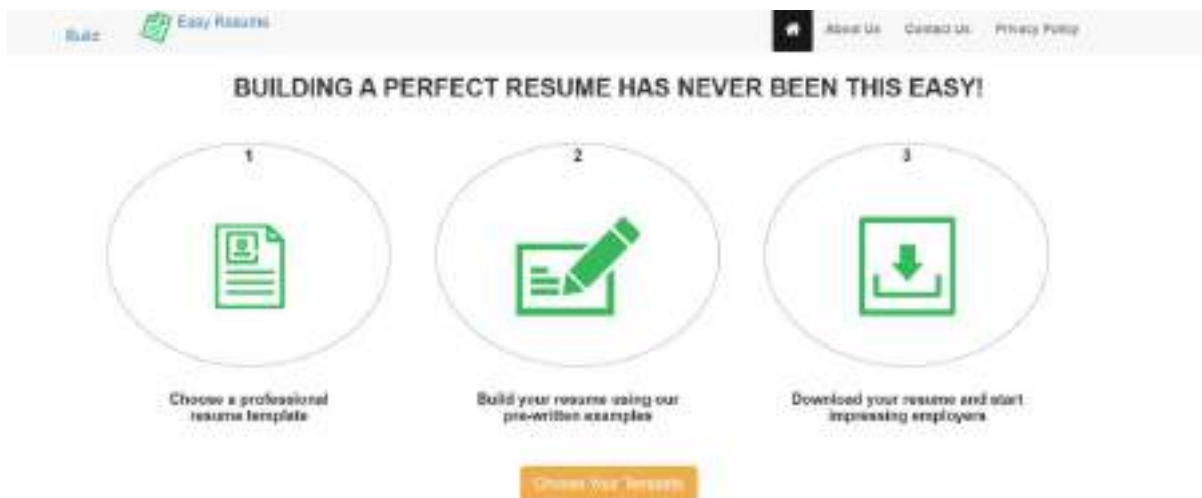 Build Easy Resume About Us Contact Us Privacy Policy
BUILDING A PERFECT RESUME HAS NEVER BEEN THIS EASY!
1
2
3
Choose a professional
resume template
Build your resume using our
pre-written examples
Download your resume and start
impressing employers
Choose Your Template